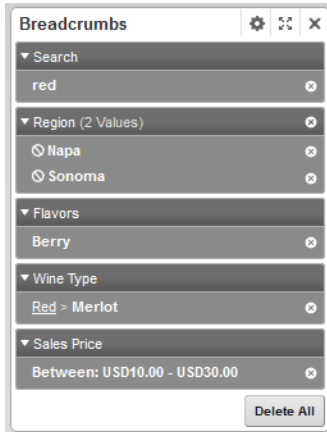 Breadcrumbs
Search
red
Region (2 Values)
Napa
Sonoma
Flavors
Berry
Wine Type
Red > Merlot
Sales Price
Between: USD10.00 - USD30.00
Delete All